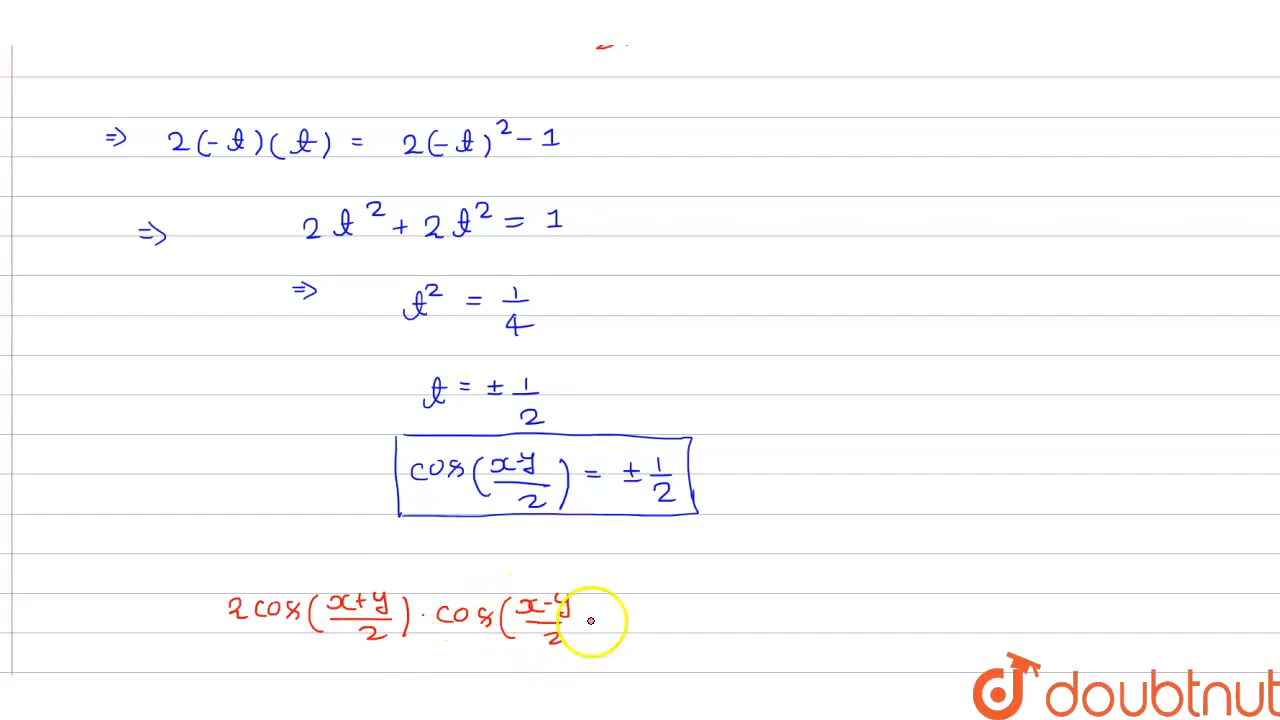 ⇒ 2(-t)(t) = 2(-t)² - 1
⇒ 2t² + 2t² = 1
⇒ t² = 1/4
t = ± 1/2
cos((x-y)/2) = ± 1/2
2cos((x+y)/2) · cos((x-y)/2
doubtnut